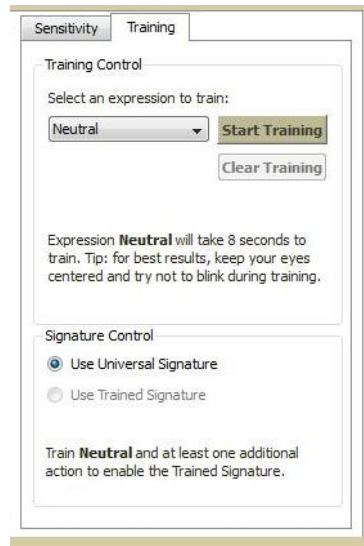 Sensitivity Training
Training Control
Select an expression to train:
Neutral Start Training
Clear Training
Expression Neutral will take 8 seconds to
train. Tip: for best results, keep your eyes
centered and try not to blink during training.
Signature Control
Use Universal Signature
Use Trained Signature
Train Neutral and at least one additional
action to enable the Trained Signature.